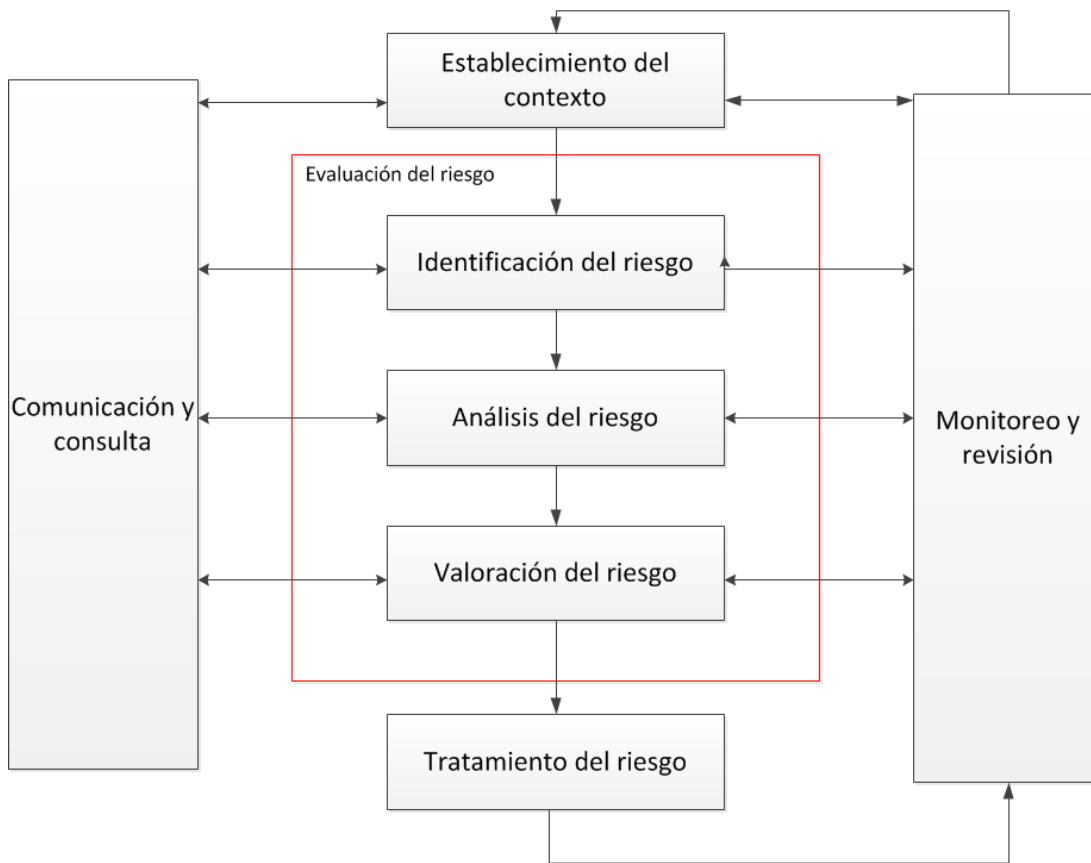 Establecimiento del
contexto
Evaluación del riesgo
Identificación del riesgo
Comunicación y
consulta
Análisis del riesgo
Monitoreo y
revisión
Valoración del riesgo
Tratamiento del riesgo